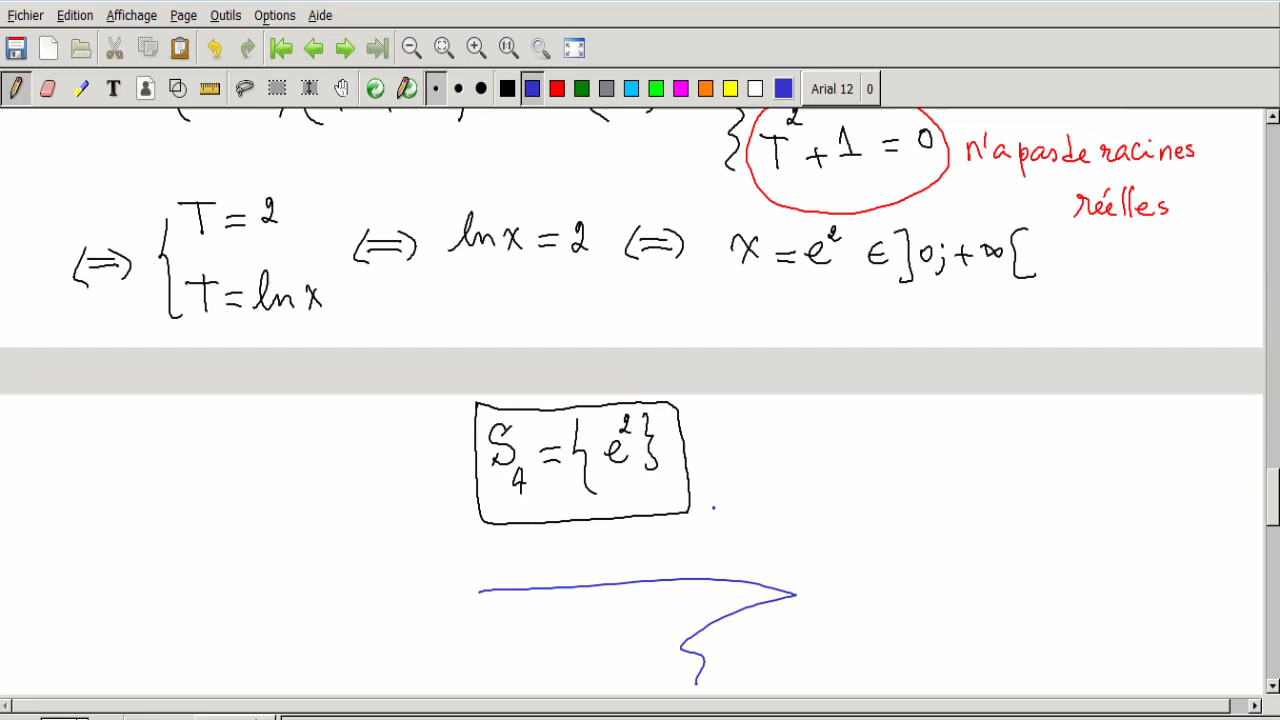 Fichier Edition Affichage Page Outils Options Aide
Arial 12 0
T² + 1 = 0 n'a pas de racines
réelles
⟺ { T = 2 ⟺ ln x = 2 ⟺ x = e² ∈ ]0; +∞[
T = ln x
S₄ = {e²}